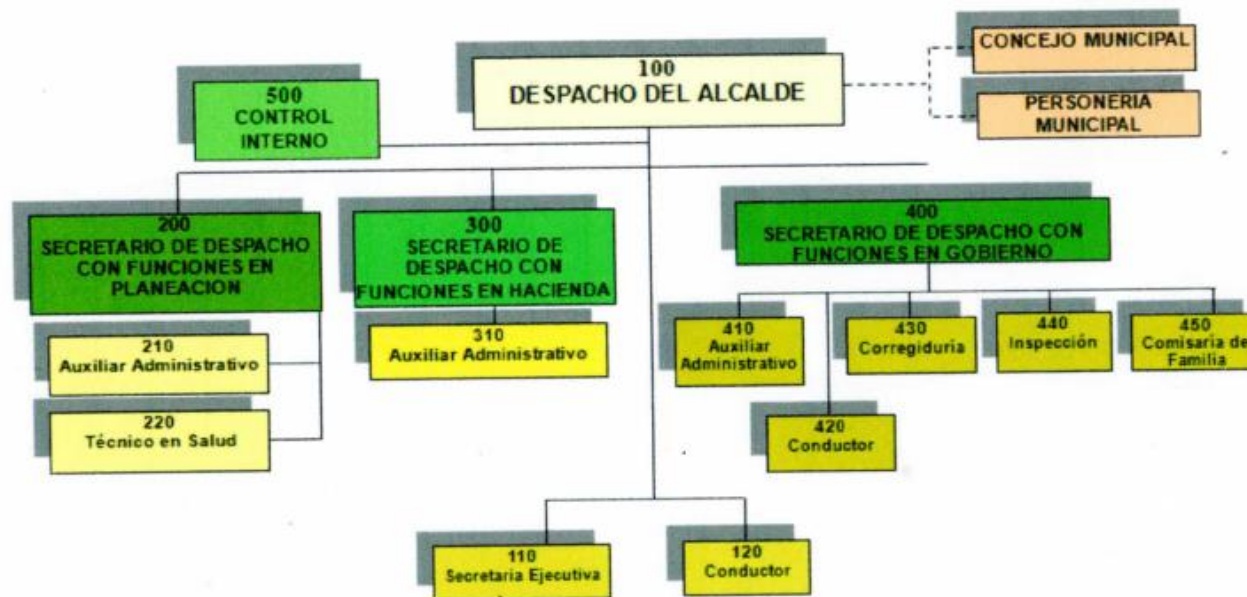 CONCEJO MUNICIPAL
100
DESPACHO DEL ALCALDE
500
CONTROL
INTERNO
PERSONERIA
MUNICIPAL
200
SECRETARIO DE DESPACHO
CON FUNCIONES EN
PLANEACION
300
SECRETARIO DE
DESPACHO CON
FUNCIONES EN HACIENDA
400
SECRETARIO DE DESPACHO CON
FUNCIONES EN GOBIERNO
210
Auxiliar Administrativo
220
Técnico en Salud
310
Auxiliar Administrativo
410
Auxiliar
Administrativo
430
Corregiduría
440
Inspección
450
Comisaria de
Familia
420
Conductor
110
Secretaria Ejecutiva
120
Conductor